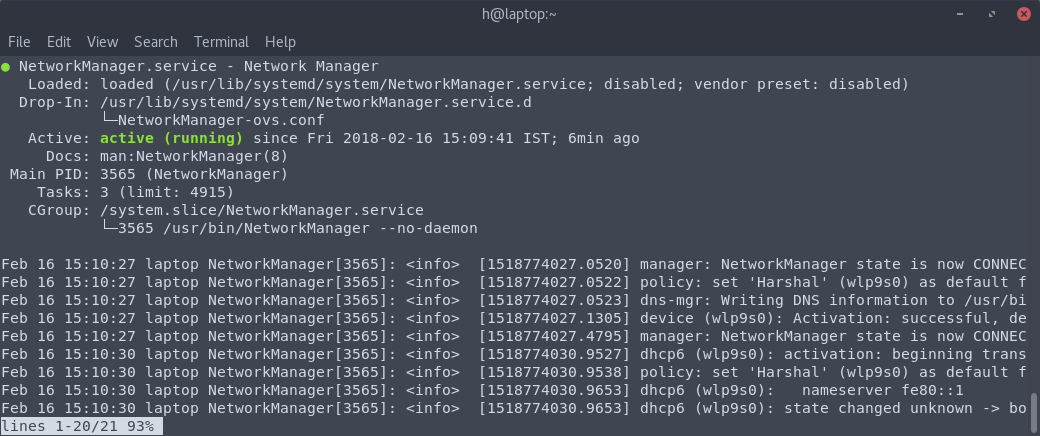 h@laptop:~
File Edit View Search Terminal Help
● NetworkManager.service - Network Manager
   Loaded: loaded (/usr/lib/systemd/system/NetworkManager.service; disabled; vendor preset: disabled)
  Drop-In: /usr/lib/systemd/system/NetworkManager.service.d
           └─NetworkManager-ovs.conf
   Active: active (running) since Fri 2018-02-16 15:09:41 IST; 6min ago
     Docs: man:NetworkManager(8)
 Main PID: 3565 (NetworkManager)
    Tasks: 3 (limit: 4915)
   CGroup: /system.slice/NetworkManager.service
           └─3565 /usr/bin/NetworkManager --no-daemon
Feb 16 15:10:27 laptop NetworkManager[3565]: <info>  [1518774027.0520] manager: NetworkManager state is now CONNEC
Feb 16 15:10:27 laptop NetworkManager[3565]: <info>  [1518774027.0522] policy: set 'Harshal' (wlp9s0) as default f
Feb 16 15:10:27 laptop NetworkManager[3565]: <info>  [1518774027.0523] dns-mgr: Writing DNS information to /usr/bi
Feb 16 15:10:27 laptop NetworkManager[3565]: <info>  [1518774027.1305] device (wlp9s0): Activation: successful, de
Feb 16 15:10:27 laptop NetworkManager[3565]: <info>  [1518774027.4795] manager: NetworkManager state is now CONNEC
Feb 16 15:10:30 laptop NetworkManager[3565]: <info>  [1518774030.9527] dhcp6 (wlp9s0): activation: beginning trans
Feb 16 15:10:30 laptop NetworkManager[3565]: <info>  [1518774030.9538] policy: set 'Harshal' (wlp9s0) as default f
Feb 16 15:10:30 laptop NetworkManager[3565]: <info>  [1518774030.9653] dhcp6 (wlp9s0):   nameserver fe80::1
Feb 16 15:10:30 laptop NetworkManager[3565]: <info>  [1518774030.9653] dhcp6 (wlp9s0): state changed unknown -> bo
lines 1-20/21 93%